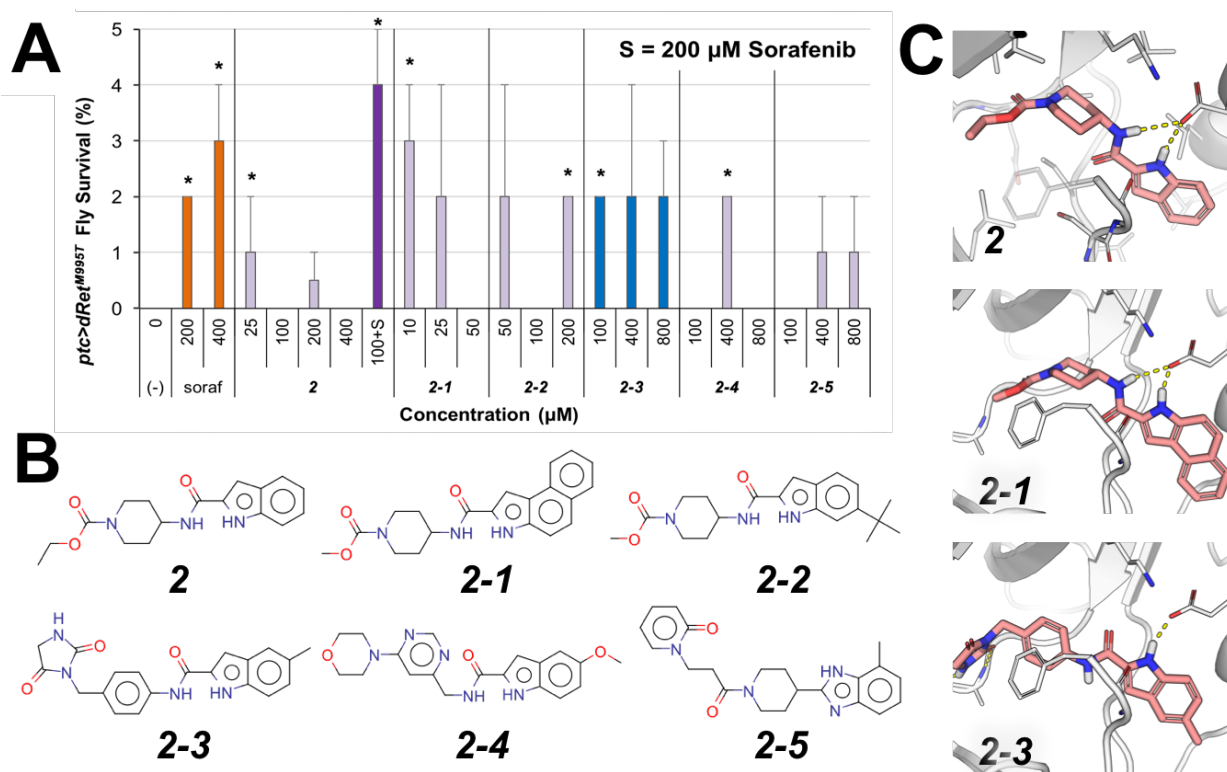 A
S = 200 µM Sorafenib
ptc>dRet^M995T Fly Survival (%)
5
4
3
2
1
0
* * * * * * * *
0 200 400 25 100 200 400 100+S 10 25 50 50 100 200 100 400 800 100 400 800 100 400 800
(-) soraf 2 2-1 2-2 2-3 2-4 2-5
Concentration (µM)
B
O O N O NH HN
2
O O N O NH HN
2-1
O O N O NH HN
2-2
H N O O N O NH HN
2-3
O N N N O NH HN O
2-4
O N O N HN N
2-5
C
2
2-1
2-3